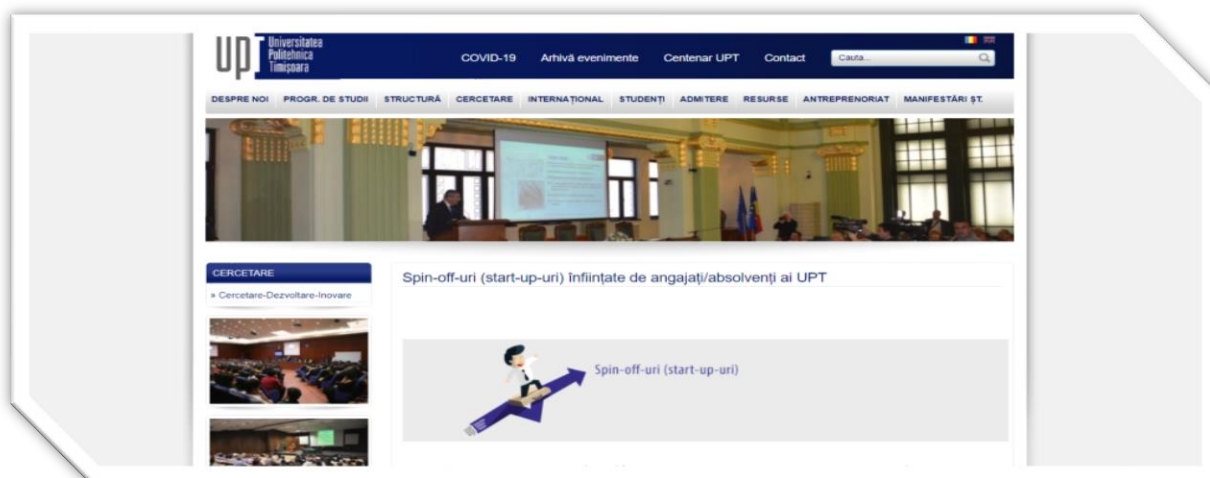 UPT Universitatea
Politehnica
Timișoara
COVID-19 Arhivă evenimente Centenar UPT Contact Cauta...
DESPRE NOI PROGR. DE STUDII STRUCTURĂ CERCETARE INTERNAȚIONAL STUDENȚI ADMITERE RESURSE ANTREPRENORIAT MANIFESTĂRI ȘT.
CERCETARE
» Cercetare-Dezvoltare-Inovare
Spin-off-uri (start-up-uri) înființate de angajați/absolvenți ai UPT
Spin-off-uri (start-up-uri)